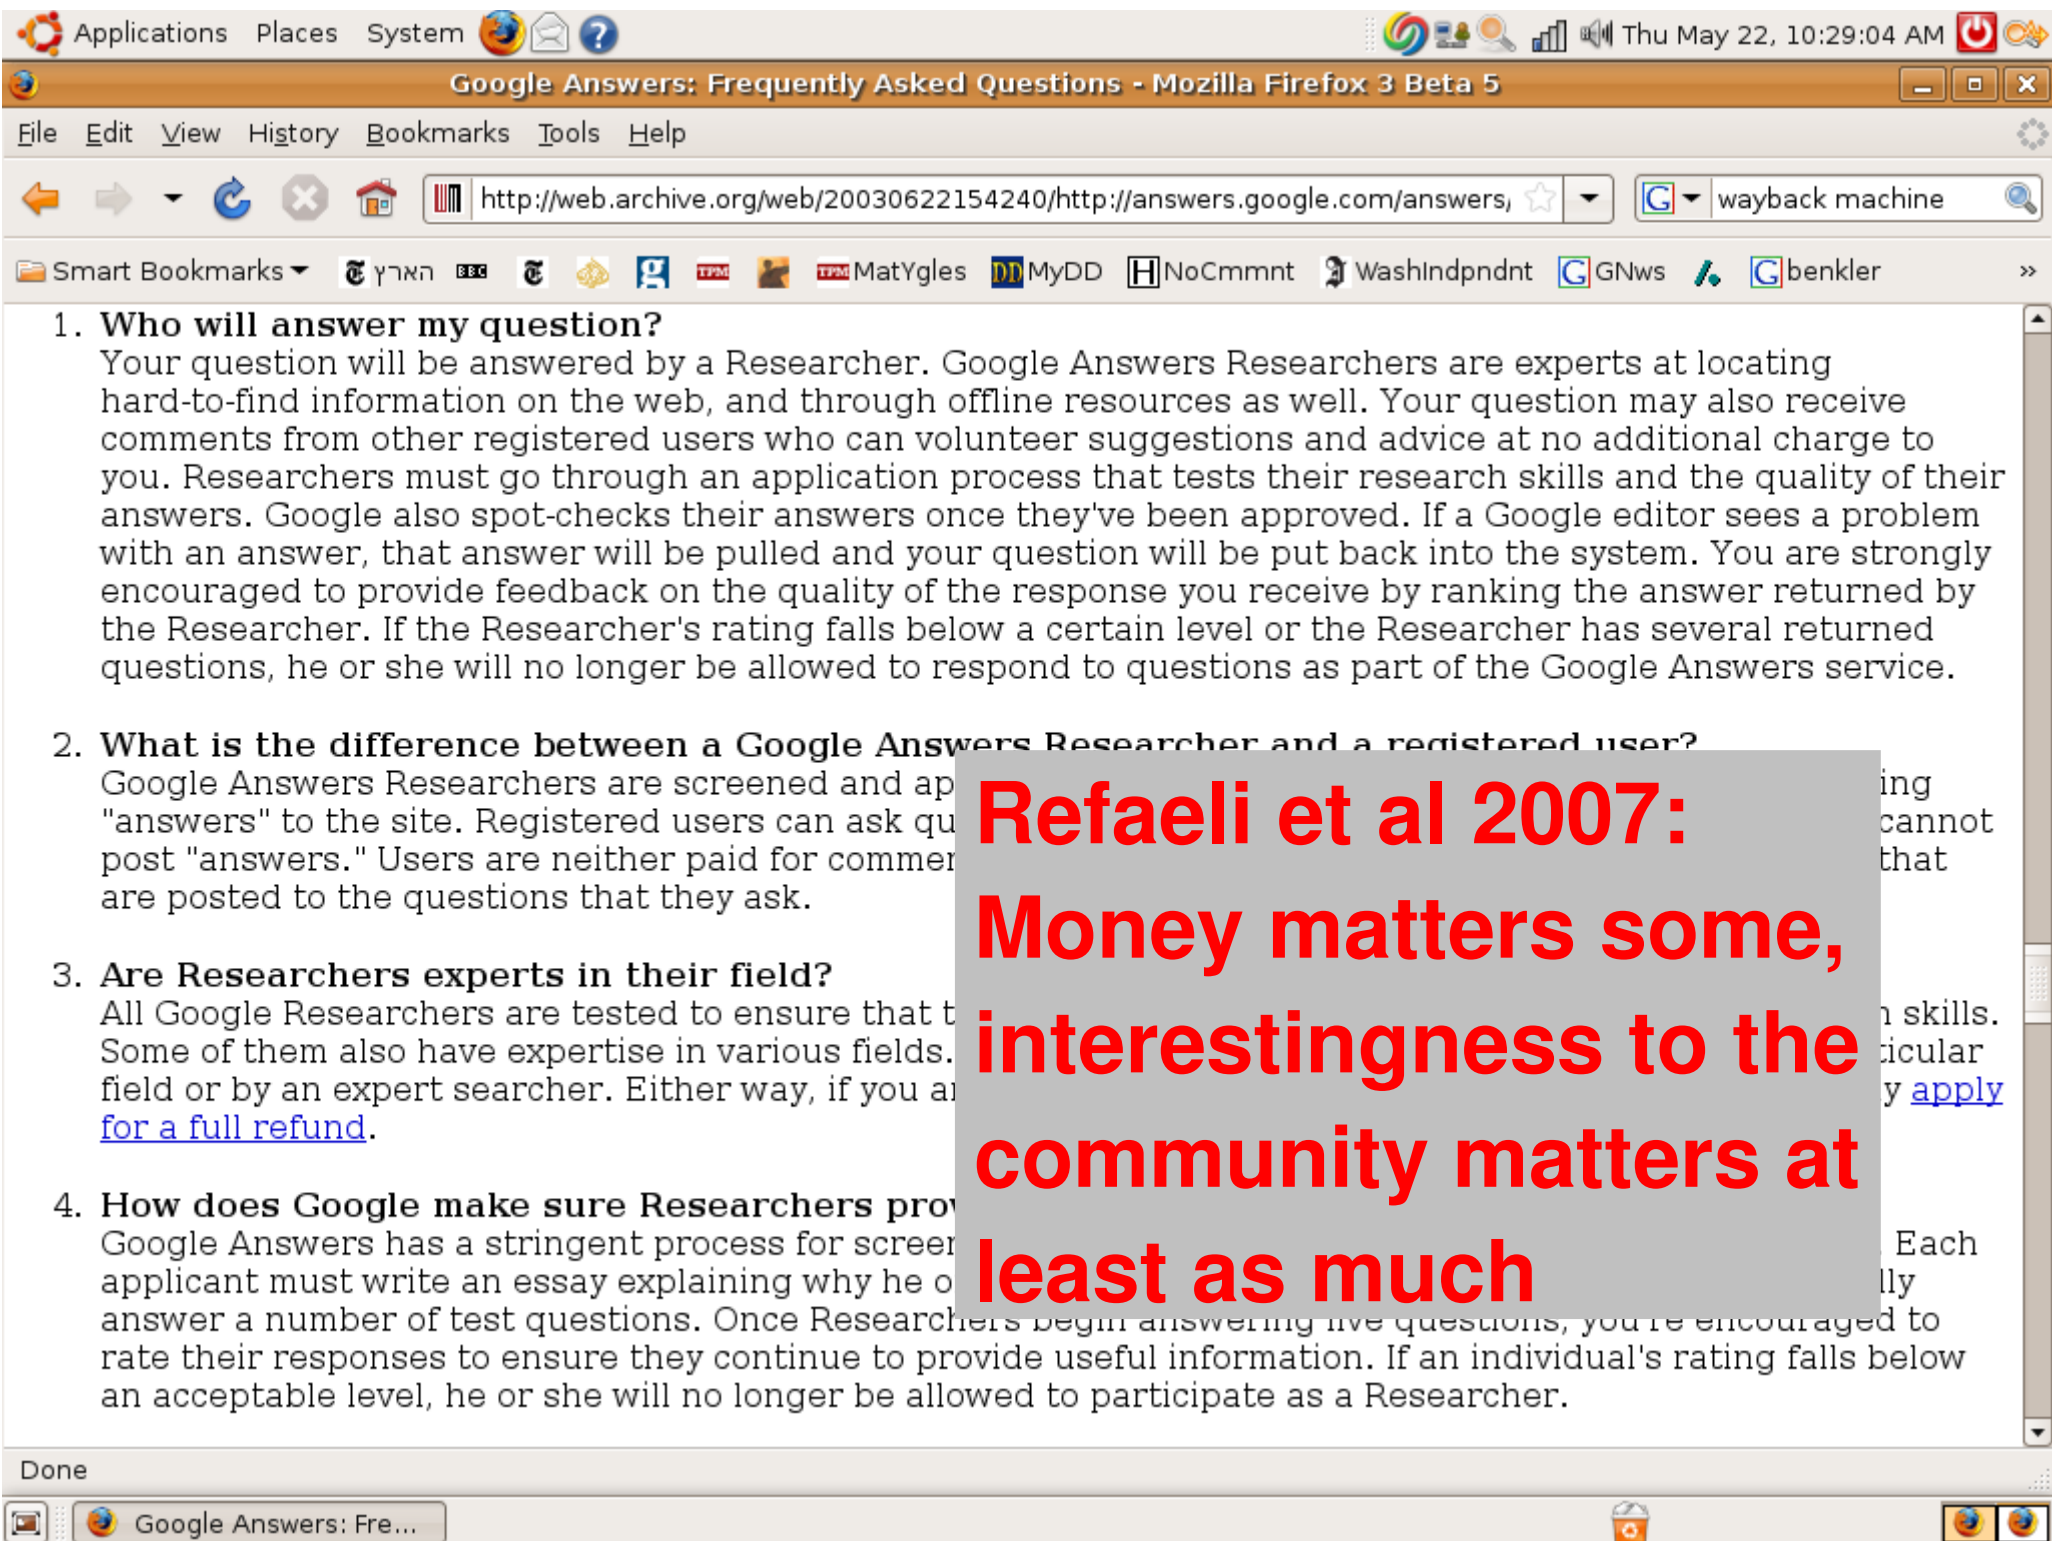 Applications Places System
Thu May 22, 10:29:04 AM
Google Answers: Frequently Asked Questions - Mozilla Firefox 3 Beta 5
File Edit View History Bookmarks Tools Help
http://web.archive.org/web/20030622154240/http://answers.google.com/answers/
G wayback machine
Smart Bookmarks הארץ BBC TPM TPM MatYgles DD MyDD H NoCmmnt WashIndpndnt G GNws G benkler »
1. Who will answer my question?
Your question will be answered by a Researcher. Google Answers Researchers are experts at locating
hard-to-find information on the web, and through offline resources as well. Your question may also receive
comments from other registered users who can volunteer suggestions and advice at no additional charge to
you. Researchers must go through an application process that tests their research skills and the quality of their
answers. Google also spot-checks their answers once they've been approved. If a Google editor sees a problem
with an answer, that answer will be pulled and your question will be put back into the system. You are strongly
encouraged to provide feedback on the quality of the response you receive by ranking the answer returned by
the Researcher. If the Researcher's rating falls below a certain level or the Researcher has several returned
questions, he or she will no longer be allowed to respond to questions as part of the Google Answers service.
2. What is the difference between a Google Answers Researcher and a registered user?
Google Answers Researchers are screened and ap
"answers" to the site. Registered users can ask qu cannot
post "answers." Users are neither paid for that
are posted to the questions that they ask.
3. Are Researchers experts in their field?
All Google Researchers are tested to ensure that skills.
Some of them also have expertise in various fields. ticular
field or by an expert searcher. Either way, if you apply
for a full refund.
4. How does Google make sure Researchers
Google Answers has a stringent process for Each
applicant must write an essay explaining why he
answer a number of test questions. Once Researchers begin answering live questions, you're encouraged to
rate their responses to ensure they continue to provide useful information. If an individual's rating falls below
an acceptable level, he or she will no longer be allowed to participate as a Researcher.
Refaeli et al 2007:
Money matters some,
interestingness to the
community matters at
least as much
Done
Google Answers: Fre...